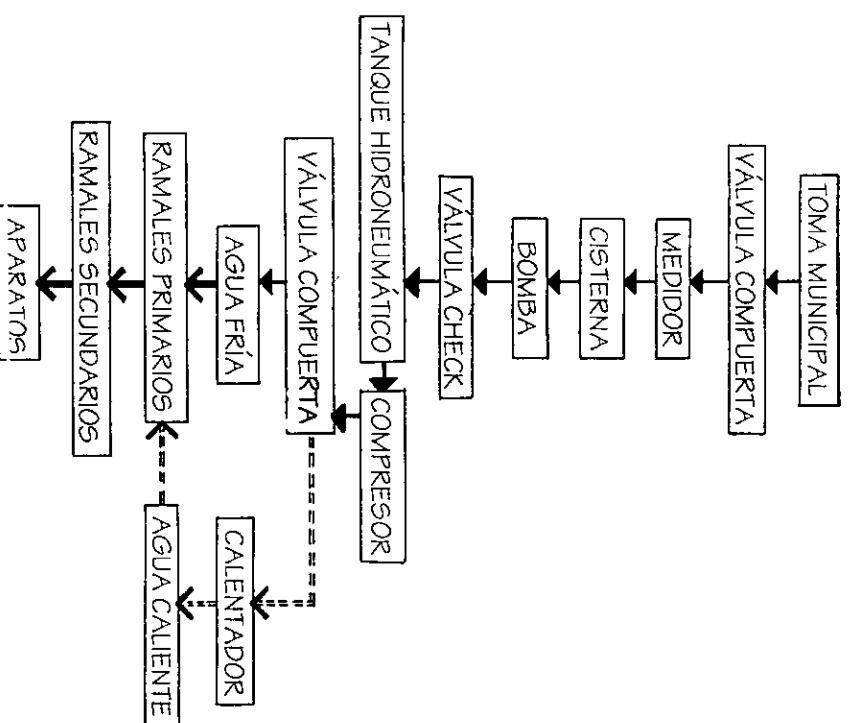 TOMA MUNICIPAL
VÁLVULA COMPUERTA
MEDIDOR
CISTERNA
BOMBA
VÁLVULA CHECK
TANQUE HIDRONEUMÁTICO
COMPRESOR
VÁLVULA COMPUERTA
AGUA FRÍA
CALENTADOR
RAMALES PRIMARIOS
AGUA CALIENTE
RAMALES SECUNDARIOS
APARATOS